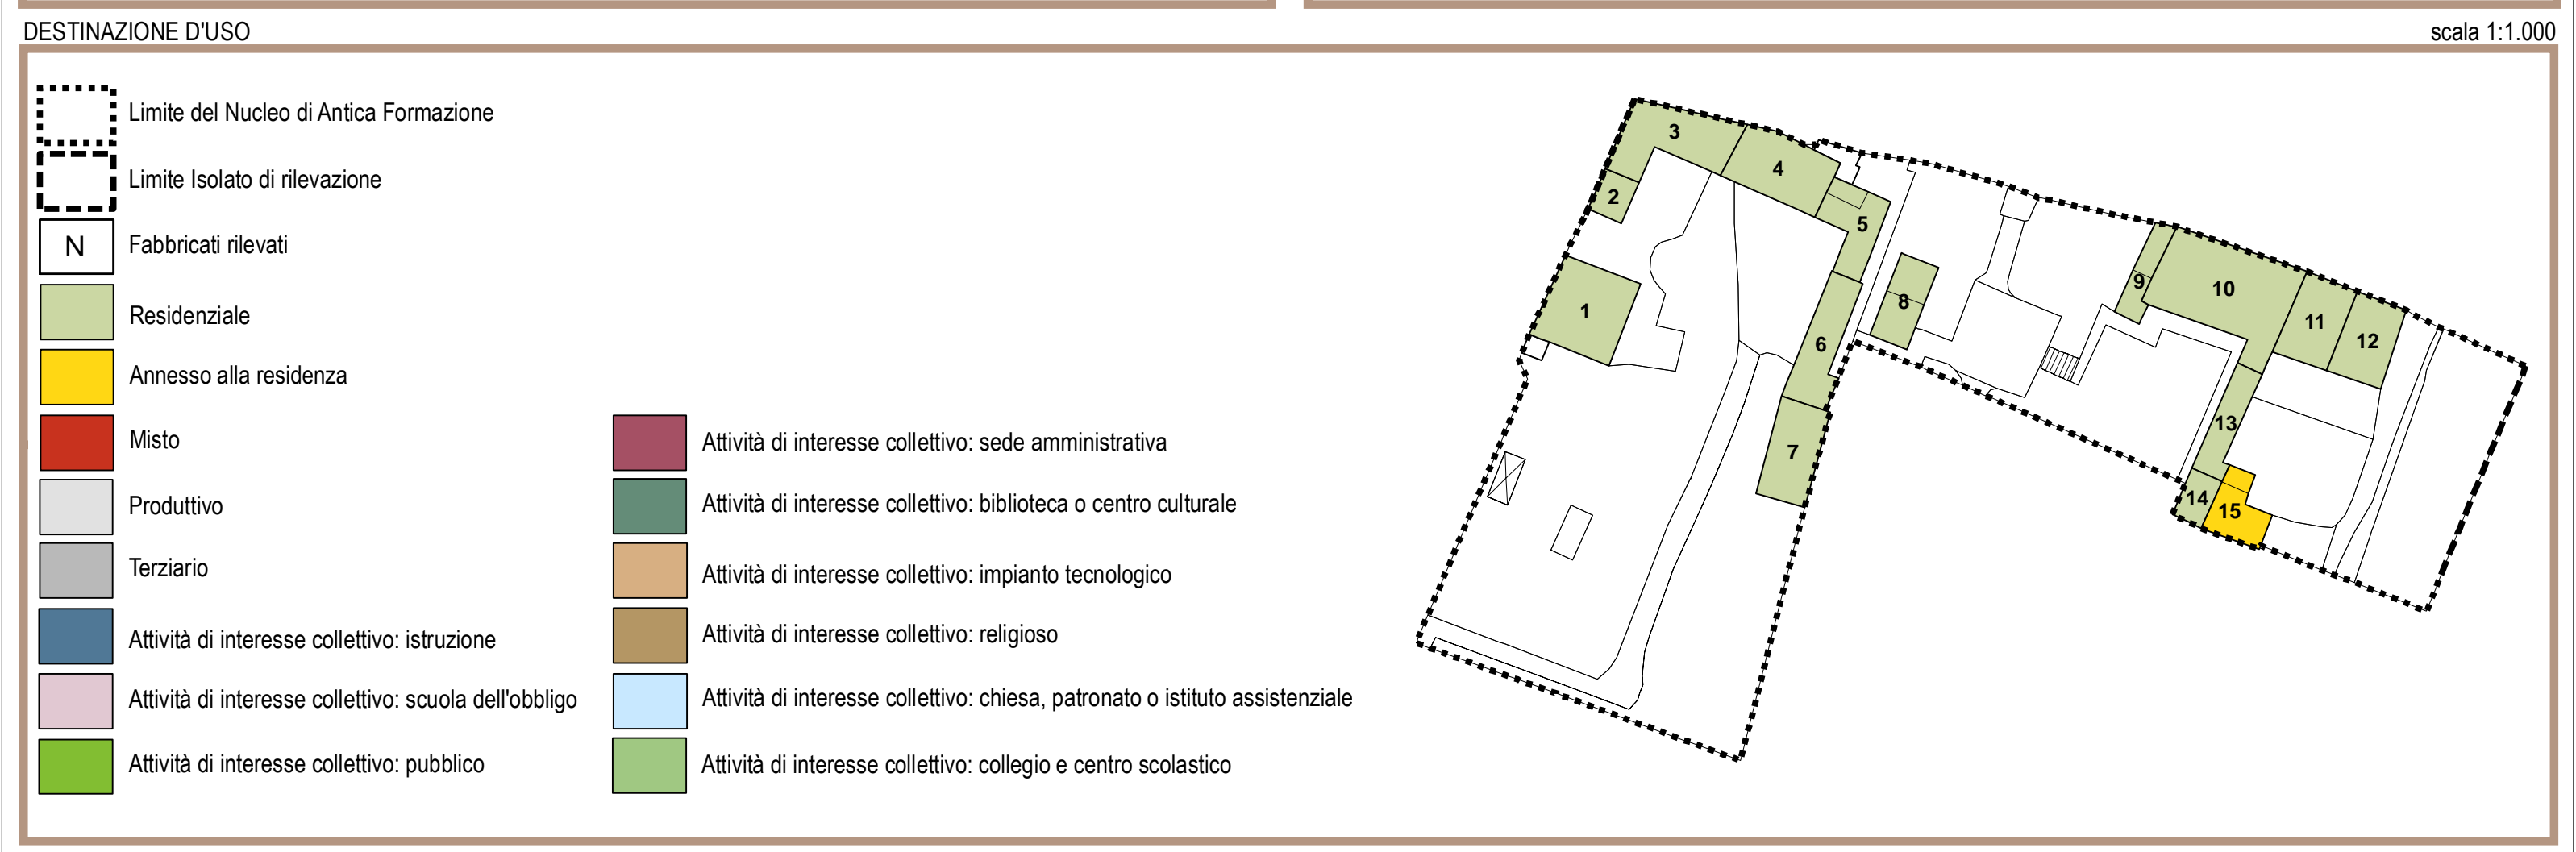 DESTINAZIONE D'USO
scala 1:1.000
Limite del Nucleo di Antica Formazione
Limite Isolato di rilevazione
N
Fabbricati rilevati
Residenziale
Annesso alla residenza
Misto
Produttivo
Terziario
Attività di interesse collettivo: istruzione
Attività di interesse collettivo: scuola dell'obbligo
Attività di interesse collettivo: pubblico
Attività di interesse collettivo: sede amministrativa
Attività di interesse collettivo: biblioteca o centro culturale
Attività di interesse collettivo: impianto tecnologico
Attività di interesse collettivo: religioso
Attività di interesse collettivo: chiesa, patronato o istituto assistenziale
Attività di interesse collettivo: collegio e centro scolastico
1
2
3
4
5
6
7
8
9
10
11
12
13
14
15